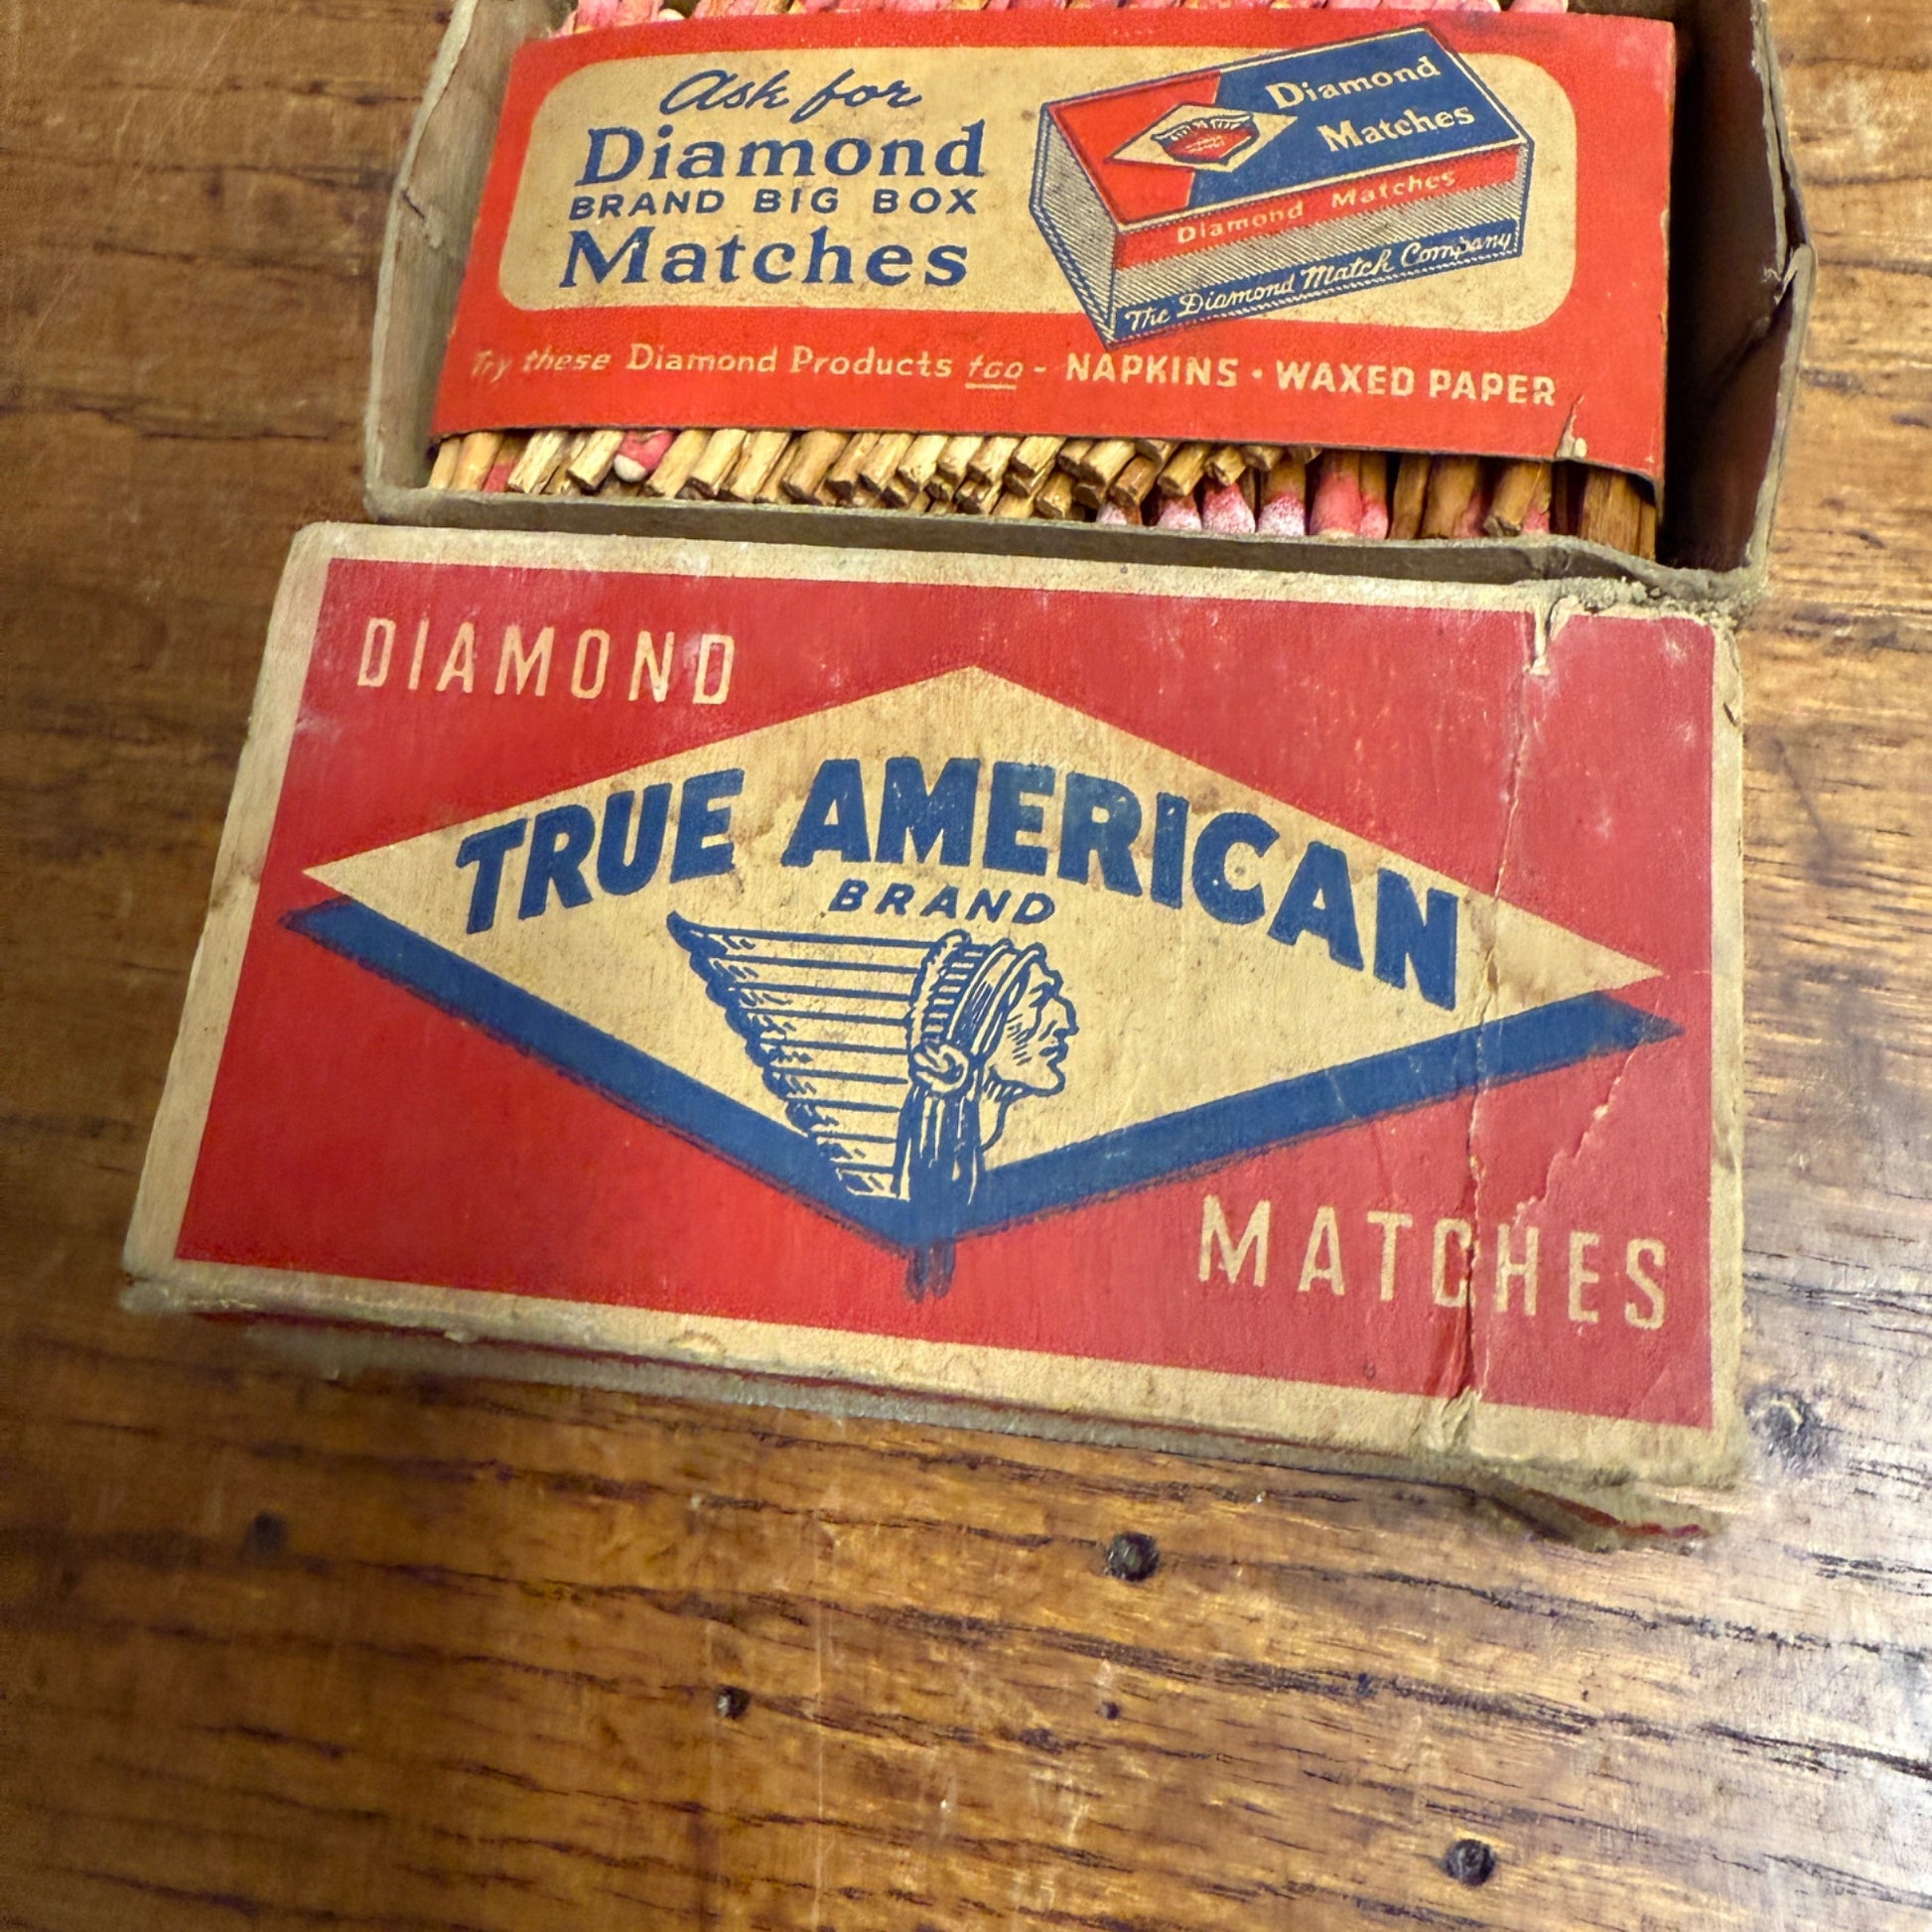 Ask for
Diamond
BRAND BIG BOX
Matches
Diamond
Matches
Diamond Matches
The Diamond Match Company
Try these Diamond Products too - NAPKINS • WAXED PAPER
DIAMOND
TRUE AMERICAN
BRAND
MATCHES